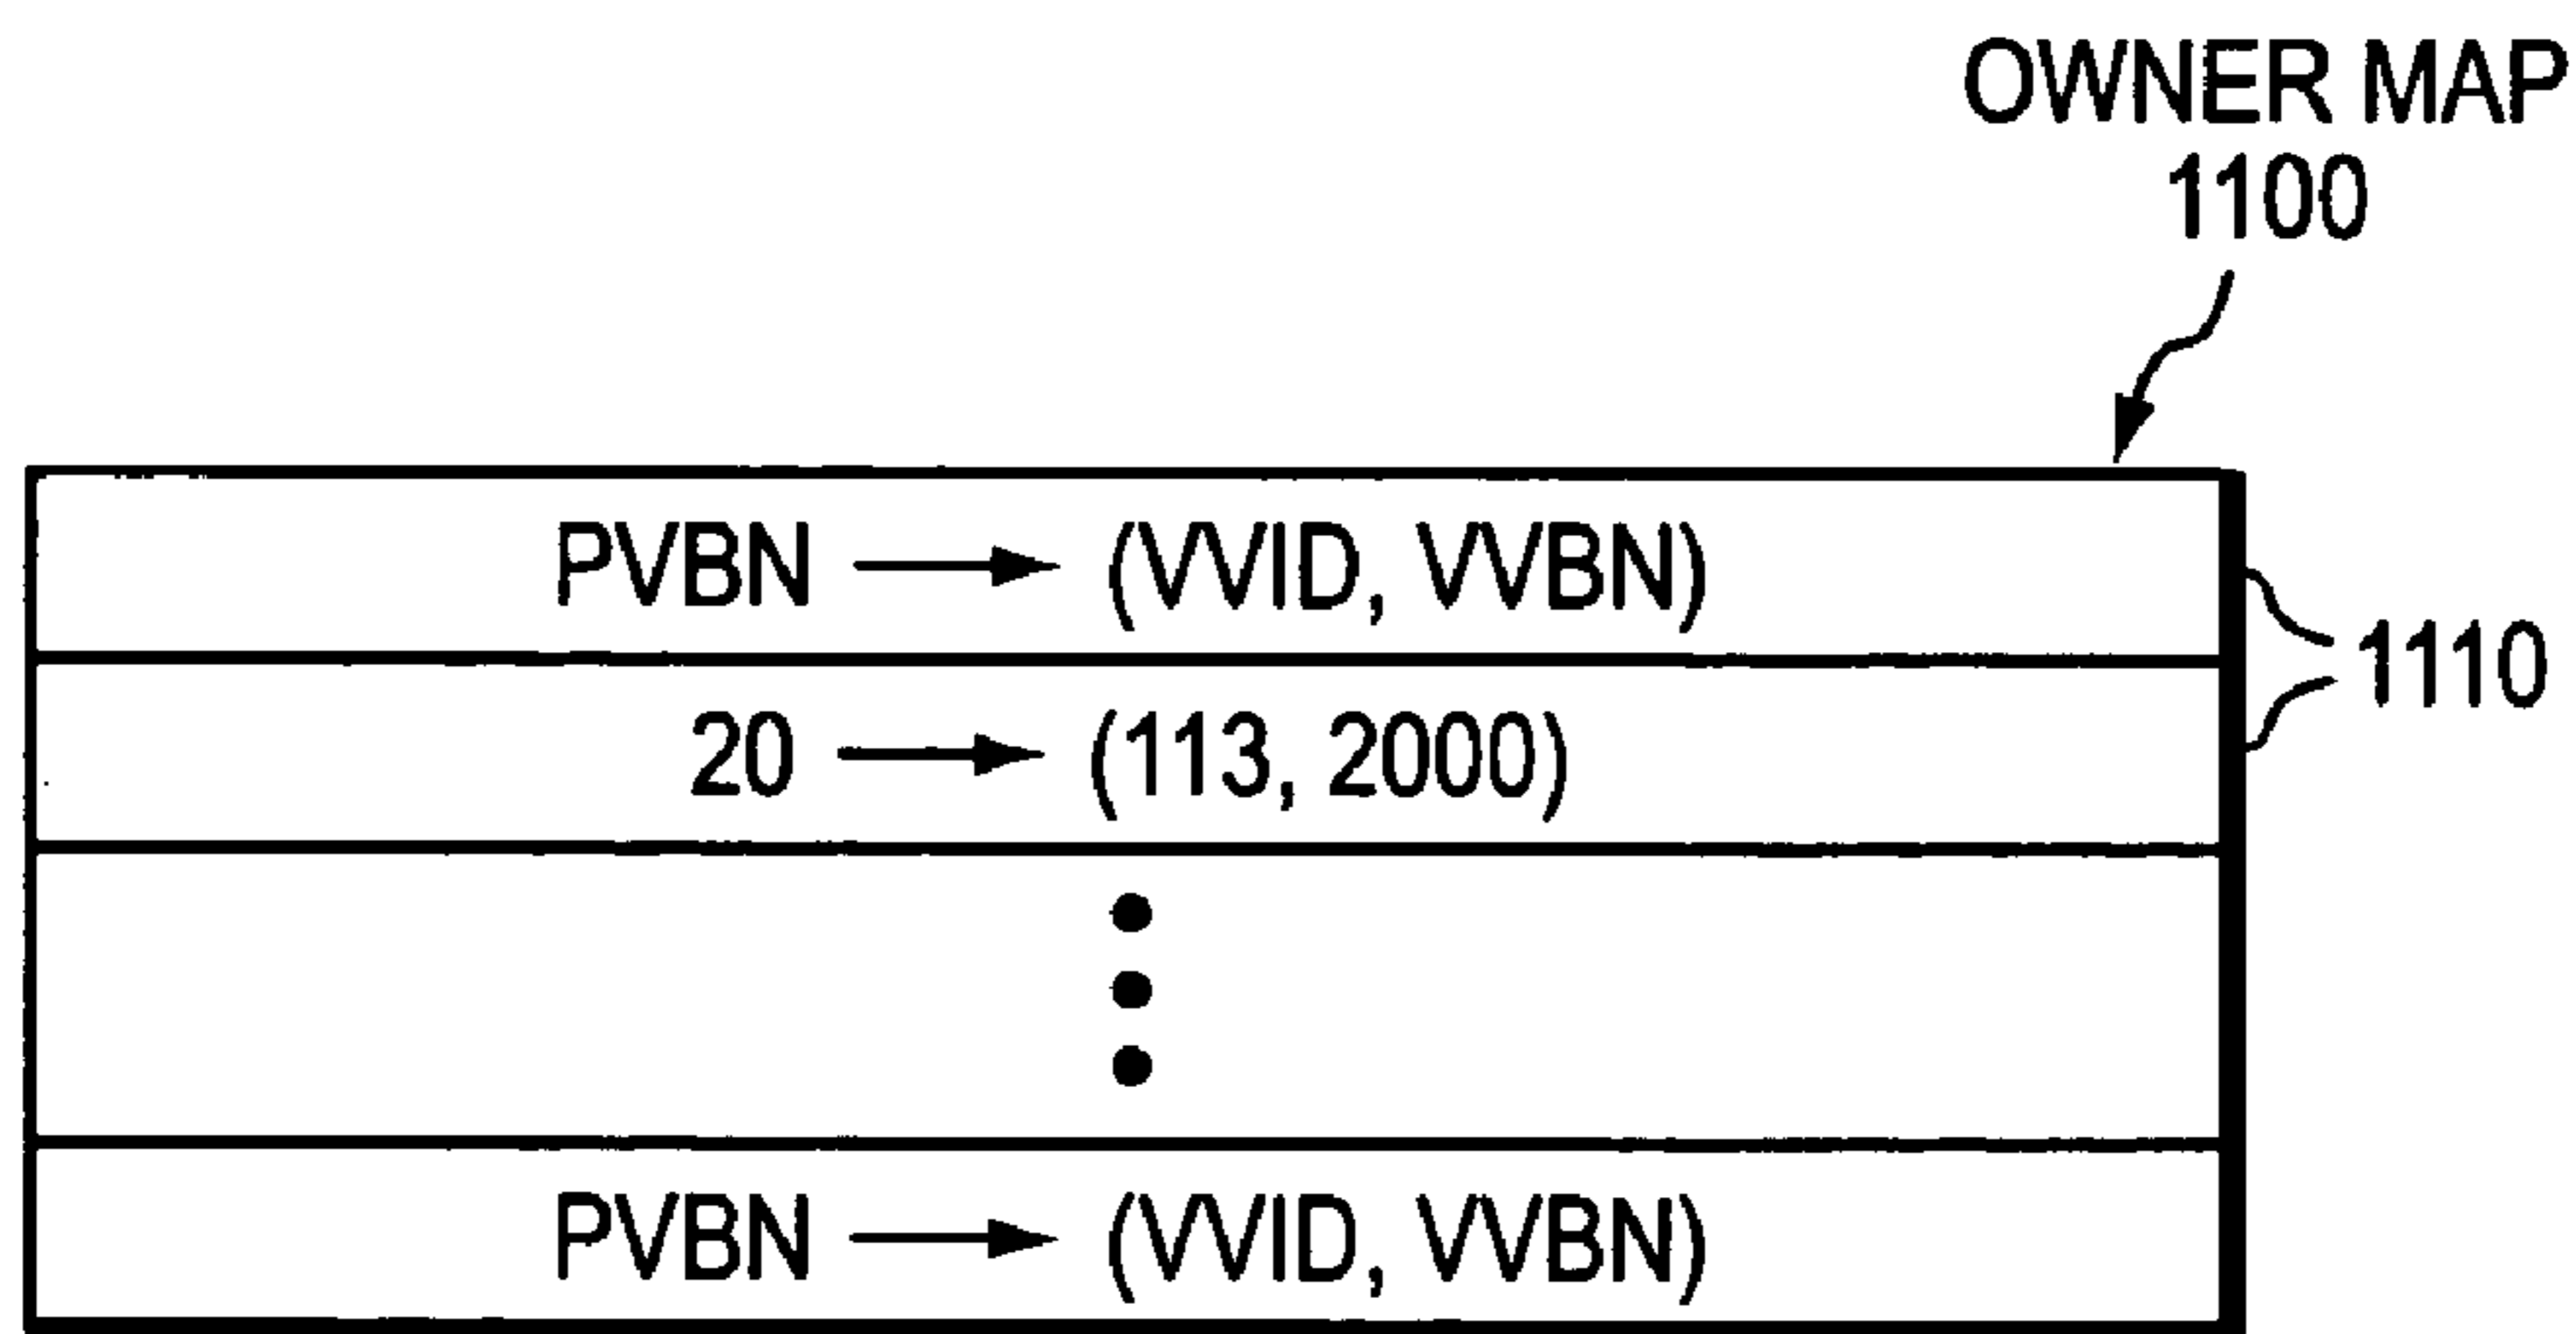 OWNER MAP
1100
PVBN → (VVID, VVBN)
1110
20 → (113, 2000)
PVBN → (VVID, VVBN)